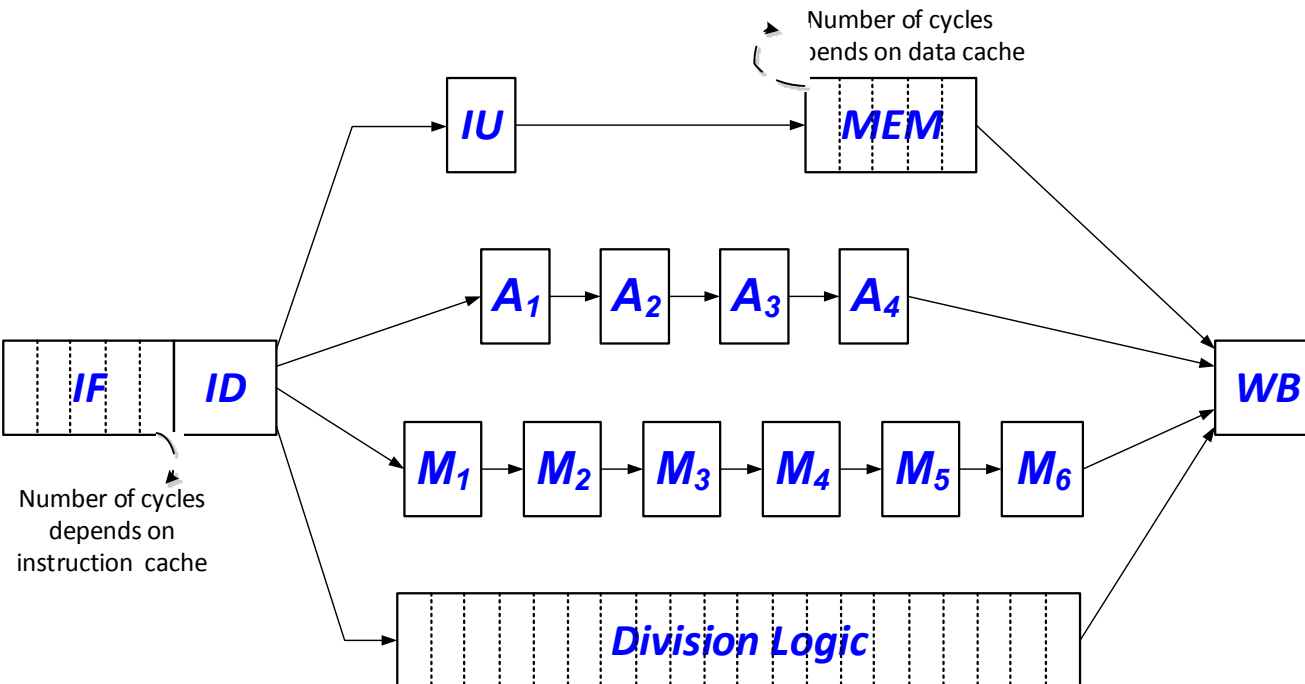 Number of cycles
pends on data cache
IU
MEM
A1
A2
A3
A4
IF
ID
WB
M1
M2
M3
M4
M5
M6
Number of cycles
depends on
instruction cache
Division Logic